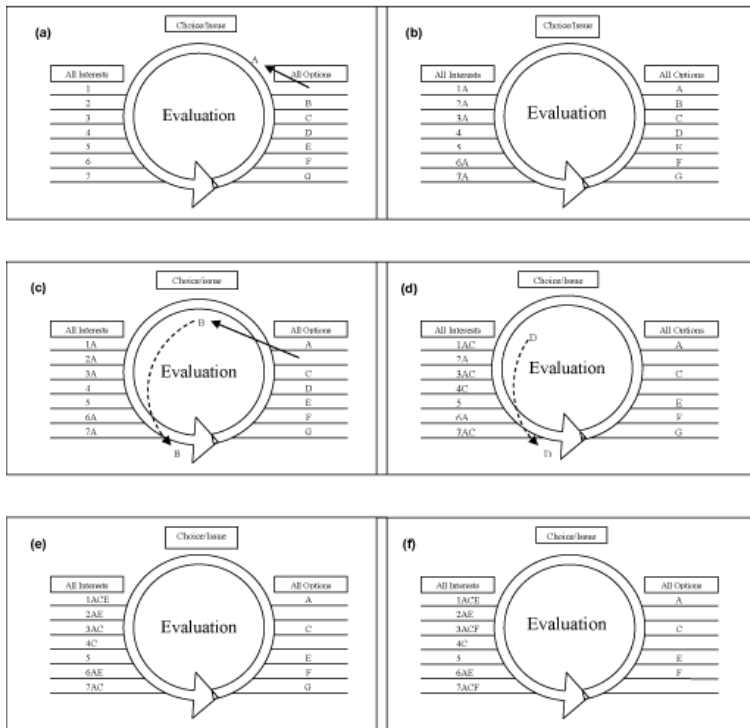 (a)
Choice/Issue
All Interests
1
2
3
4
5
6
7
Evaluation
A
All Options
B
C
D
E
F
G
(b)
Choice/Issue
All Interests
1A
7A
3A
4
5
6A
7A
Evaluation
All Options
A
B
C
D
E
F
G
(c)
Choice/issue
All Interests
1A
2A
3A
4
5
6A
7A
B
Evaluation
B
All Options
A
C
D
E
F
G
(d)
Choice/Issue
All Interests
1AC
7A
3AC
4C
5
6A
7AC
D
Evaluation
D
All Options
A
C
E
F
G
(e)
Choice/Issue
All Interests
1ACE
2AE
3AC
4C
5
6AE
7AC
Evaluation
All Options
A
C
E
F
G
(f)
Choice/Issue
All Interests
1ACE
2AE
3ACF
4C
5
6AE
7ACF
Evaluation
All Options
A
C
E
F